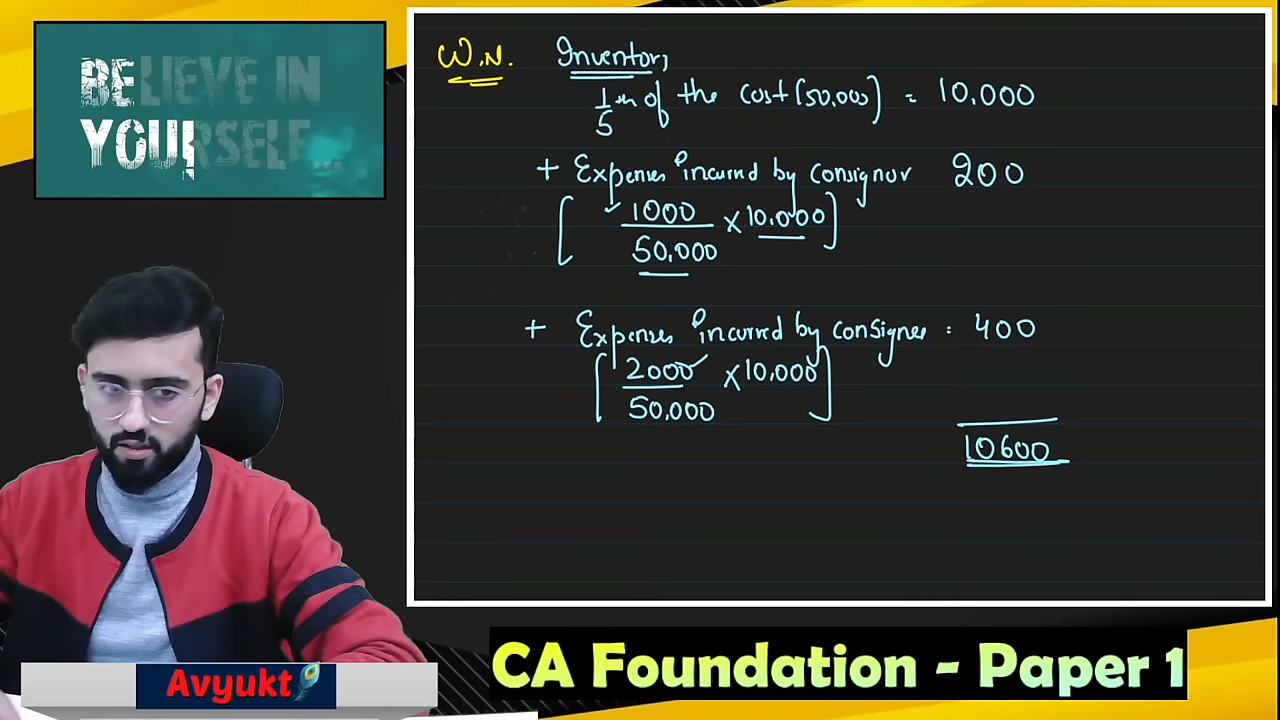 BELIEVE IN
YOURSELF...
W.N. Inventory
1/5 th of the cost (50,000) = 10,000
+ Expenses incurred by consignor 200
[1000/50,000 × 10,000]
+ Expenses incurred by consignee = 400
[2000/50,000 × 10,000]
10600
Avyukt
CA Foundation - Paper 1